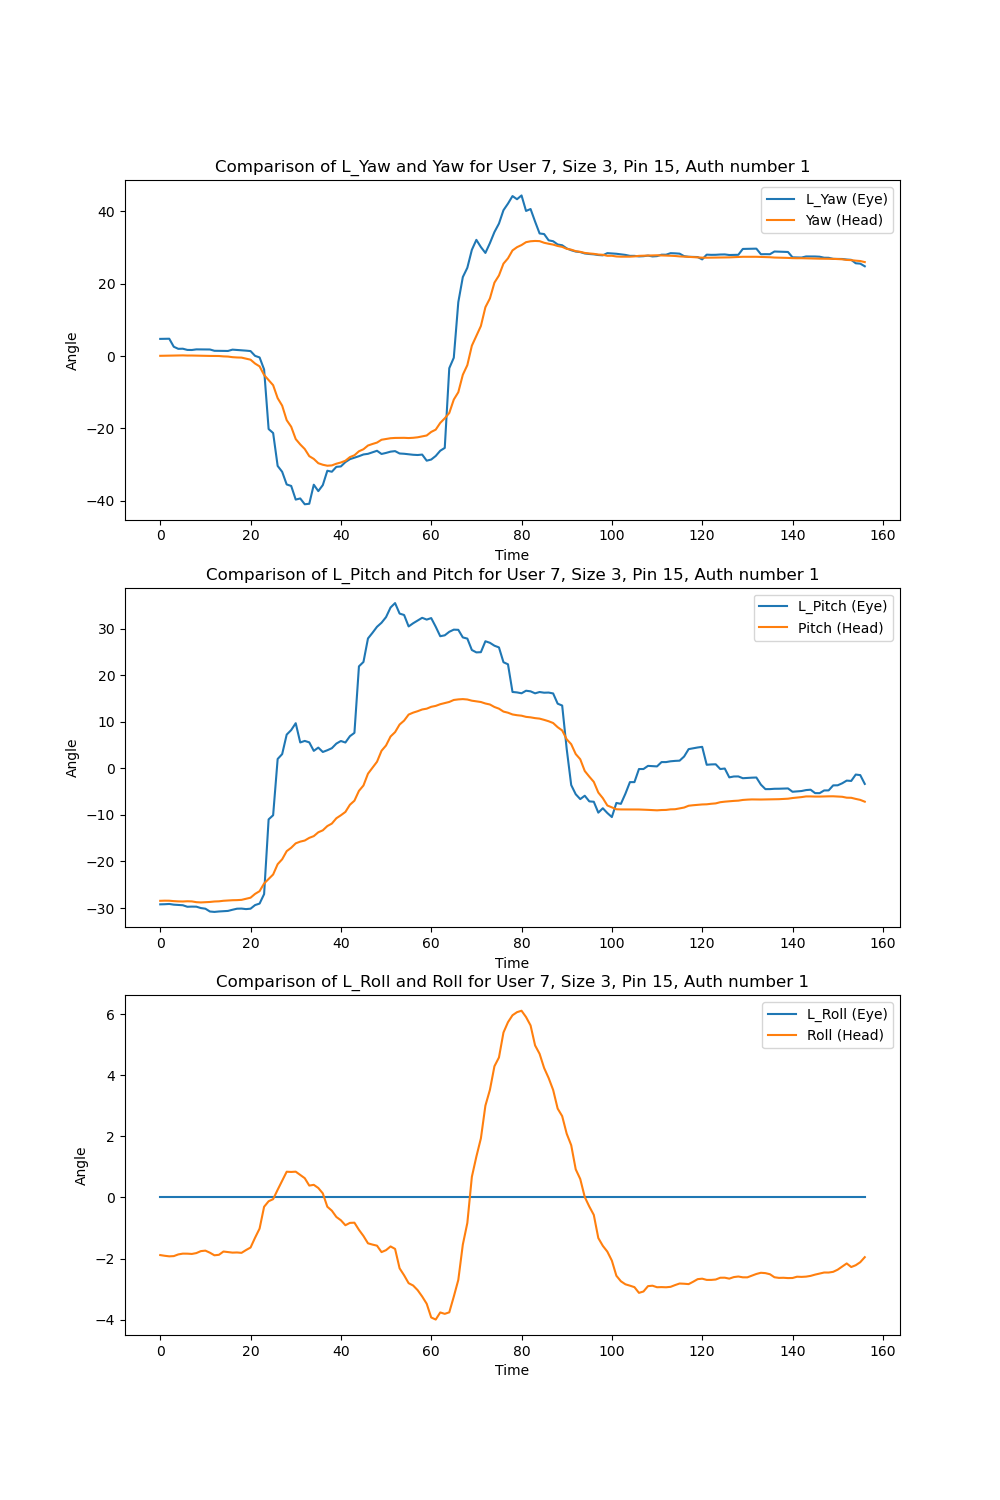 Comparison of L_Yaw and Yaw for User 7, Size 3, Pin 15, Auth number 1
L_Yaw (Eye)
Yaw (Head)
40
20
0
−20
−40
Angle
0 20 40 60 80 100 120 140 160
Time
Comparison of L_Pitch and Pitch for User 7, Size 3, Pin 15, Auth number 1
L_Pitch (Eye)
Pitch (Head)
30
20
10
0
−10
−20
−30
Angle
0 20 40 60 80 100 120 140 160
Time
Comparison of L_Roll and Roll for User 7, Size 3, Pin 15, Auth number 1
L_Roll (Eye)
Roll (Head)
6
4
2
0
−2
−4
Angle
0 20 40 60 80 100 120 140 160
Time